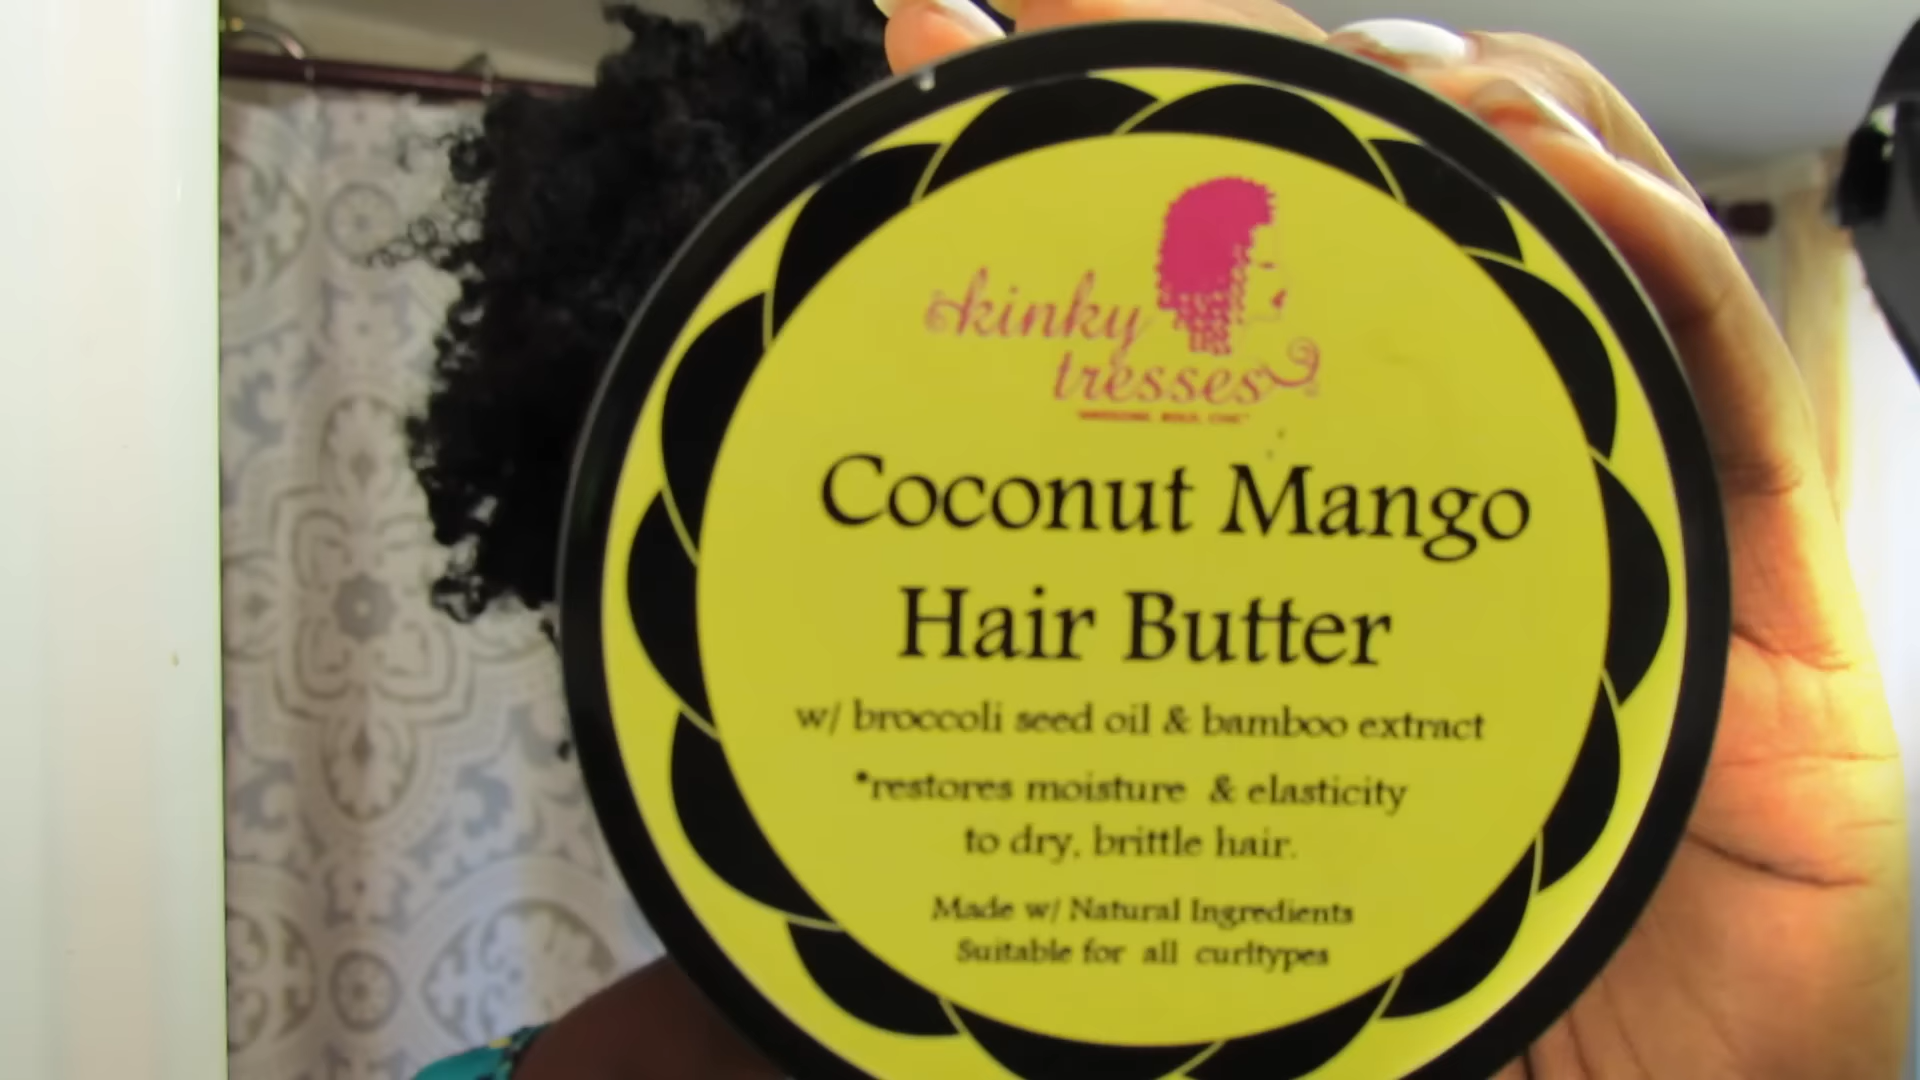 kinky
tresses
Coconut Mango
Hair Butter
w/ broccoli seed oil & bamboo extract
*restores moisture & elasticity
to dry, brittle hair.
Made w/ Natural Ingredients
Suitable for all curltypes